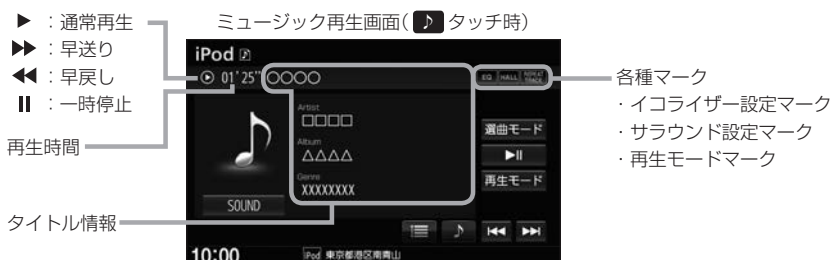 ▶ ：通常再生
▶▶ ：早送り
◀◀ ：早戻し
⏸ ：一時停止
再生時間
タイトル情報
ミュージック再生画面(♪タッチ時)
iPod
01'25" ○○○○
EQ HALL REPEAT TRACK
Artist
□□□□
Album
△△△△
Genre
XXXXXXXX
SOUND
選曲モード
▶II
再生モード
10:00
iPod 東京都港区南青山
各種マーク
・イコライザー設定マーク
・サラウンド設定マーク
・再生モードマーク